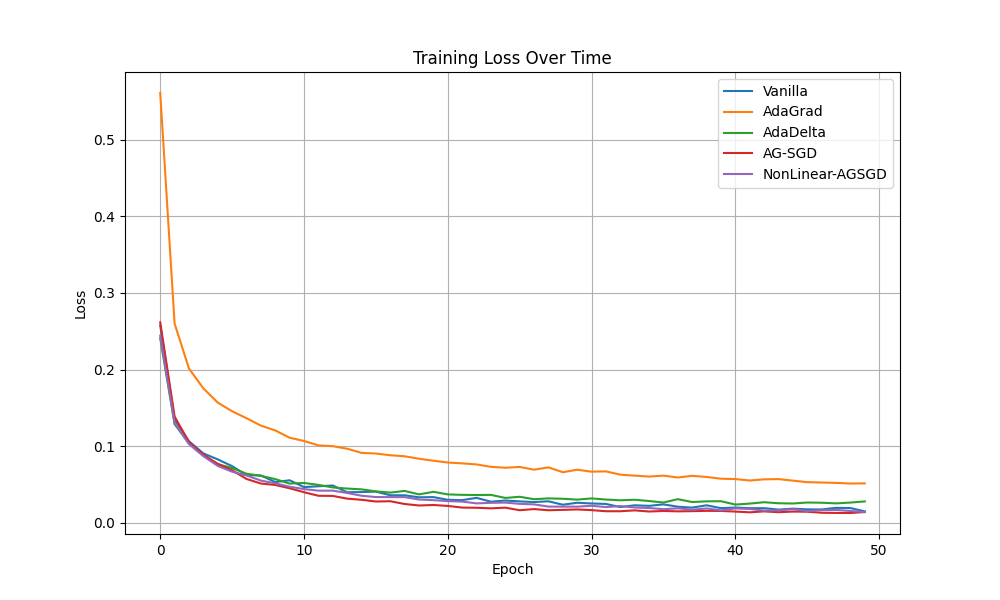 Training Loss Over Time
Vanilla
AdaGrad
AdaDelta
AG-SGD
NonLinear-AGSGD
Loss
0.5
0.4
0.3
0.2
0.1
0.0
0 10 20 30 40 50
Epoch